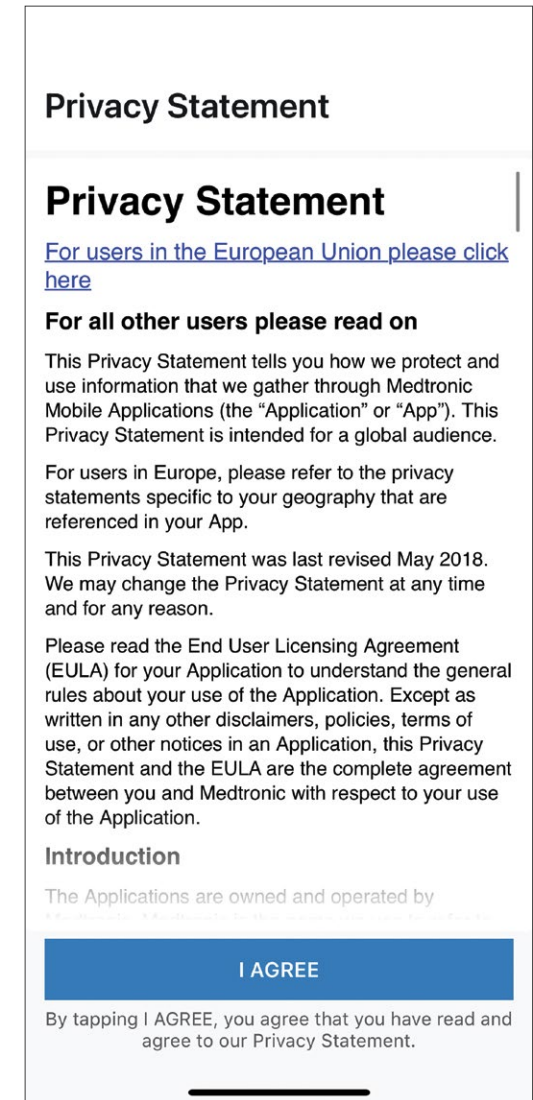 Privacy Statement
Privacy Statement
For users in the European Union please click
here
For all other users please read on
This Privacy Statement tells you how we protect and
use information that we gather through Medtronic
Mobile Applications (the “Application” or “App”). This
Privacy Statement is intended for a global audience.
For users in Europe, please refer to the privacy
statements specific to your geography that are
referenced in your App.
This Privacy Statement was last revised May 2018.
We may change the Privacy Statement at any time
and for any reason.
Please read the End User Licensing Agreement
(EULA) for your Application to understand the general
rules about your use of the Application. Except as
written in any other disclaimers, policies, terms of
use, or other notices in an Application, this Privacy
Statement and the EULA are the complete agreement
between you and Medtronic with respect to your use
of the Application.
Introduction
The Applications are owned and operated by
I AGREE
By tapping I AGREE, you agree that you have read and
agree to our Privacy Statement.